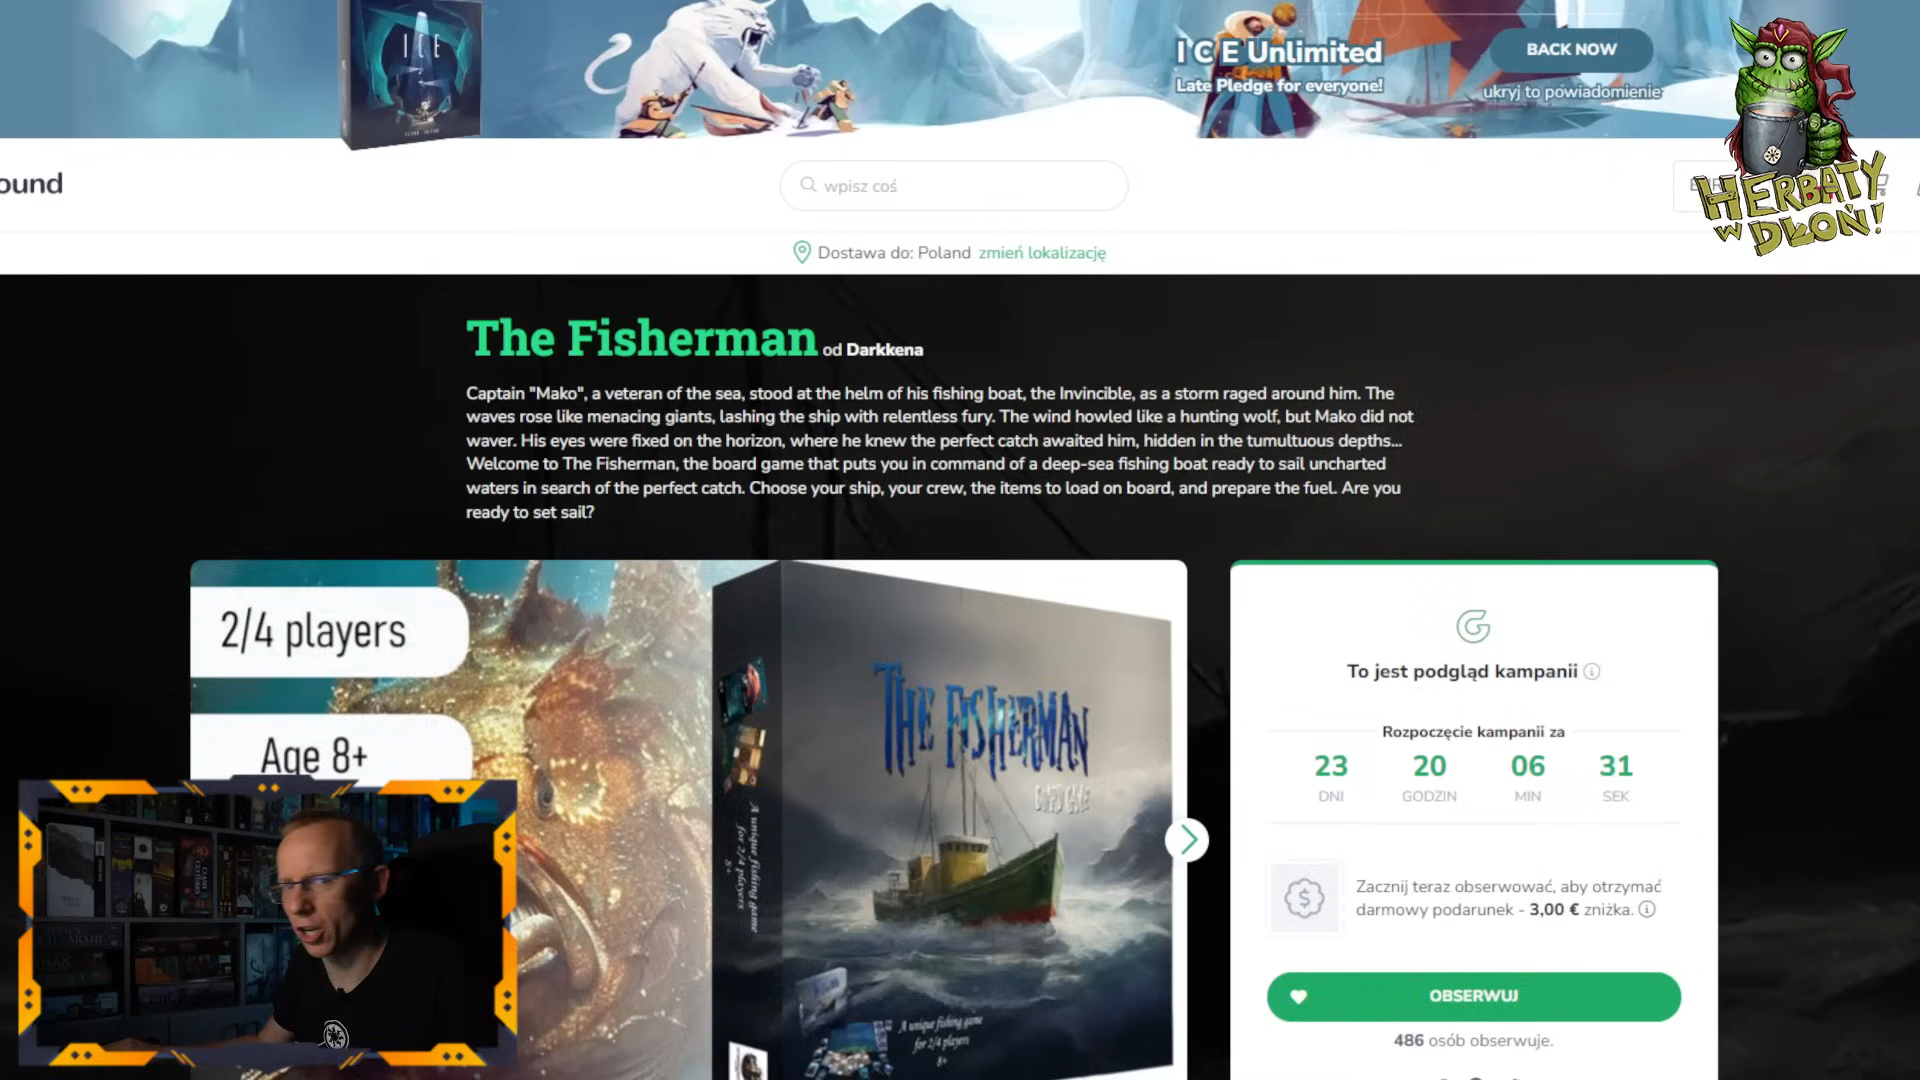 I C E
I C E Unlimited
Late Pledge for everyone!
BACK NOW
ukryj to powiadomienie
HERBATY
W DŁOŃ!
ound
wpisz coś
Dostawa do: Poland zmień lokalizację
The Fisherman od Darkkena
Captain "Mako", a veteran of the sea, stood at the helm of his fishing boat, the Invincible, as a storm raged around him. The
waves rose like menacing giants, lashing the ship with relentless fury. The wind howled like a hunting wolf, but Mako did not
waver. His eyes were fixed on the horizon, where he knew the perfect catch awaited him, hidden in the tumultuous depths...
Welcome to The Fisherman, the board game that puts you in command of a deep-sea fishing boat ready to sail uncharted
waters in search of the perfect catch. Choose your ship, your crew, the items to load on board, and prepare the fuel. Are you
ready to set sail?
2/4 players
Age 8+
THE FISHERMAN
BOARD GAME
A unique fishing game
for 2/4 players
8+
A unique fishing game
for 2/4 players
8+
To jest podgląd kampanii
Rozpoczęcie kampanii za
23 20 06 31
DNI GODZIN MIN SEK
Zacznij teraz obserwować, aby otrzymać
darmowy podarunek - 3,00 € zniżka.
OBSERWUJ
486 osób obserwuje.